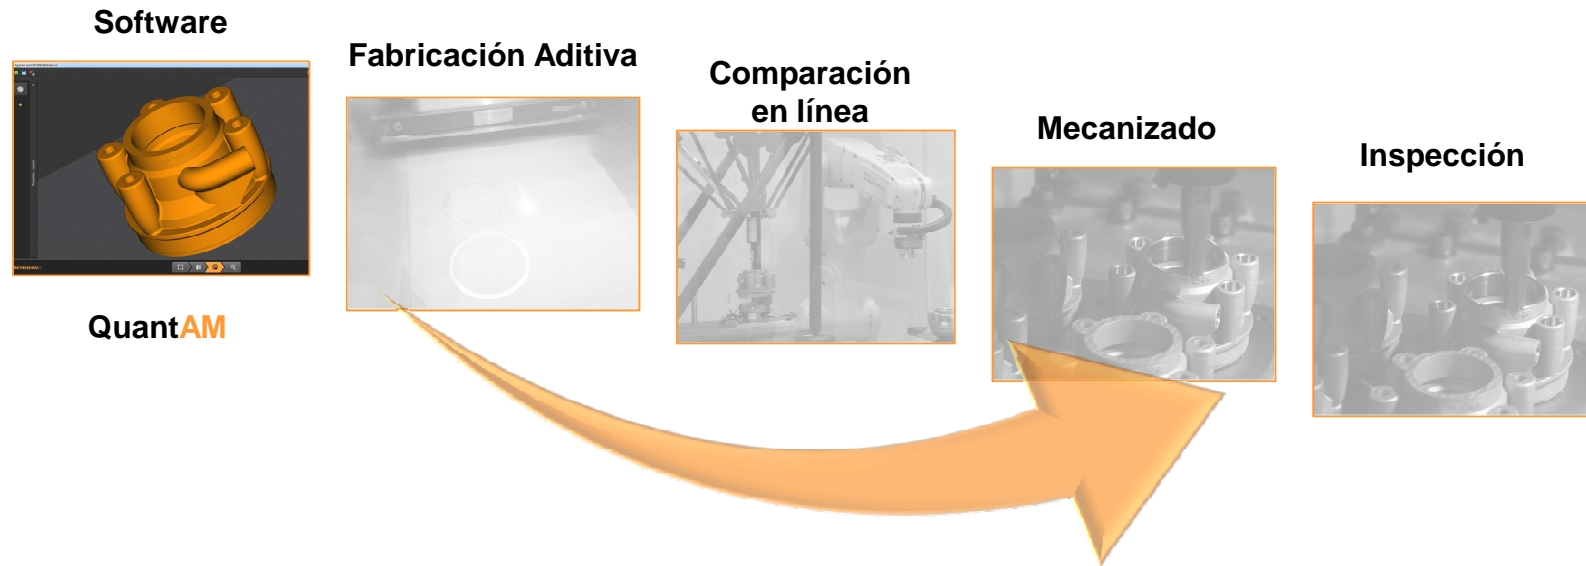 Software
Fabricación Aditiva
Comparación
en línea
Mecanizado
Inspección
QuantAM